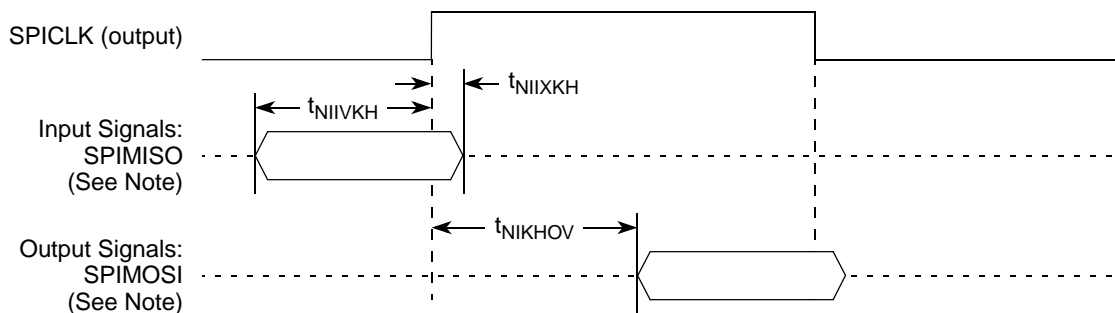 SPICLK (output)
tNIIXKH
tNIIVKH
Input Signals:
SPIMISO
(See Note)
tNIKHOV
Output Signals:
SPIMOSI
(See Note)